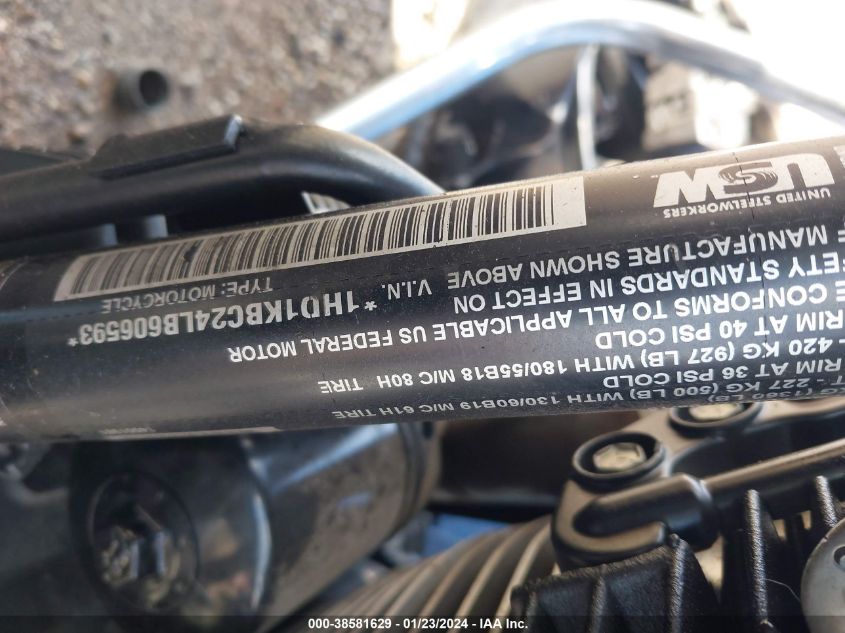 - 227 KG (500 LB) WITH 130/60B19 M/C 61H TIRE
RIM AT 36 PSI COLD
420 KG (927 LB) WITH 180/55B18 M/C 80H TIRE
RIM AT 40 PSI COLD
CONFORMS TO ALL APPLICABLE US FEDERAL MOTOR
STANDARDS IN EFFECT ON
MANUFACTURE SHOWN ABOVE
V.I.N. *1HD1KBC24LB606593*
TYPE: MOTORCYCLE
USW
UNITED STEELWORKERS
000-38581629 - 01/23/2024 - IAA Inc.